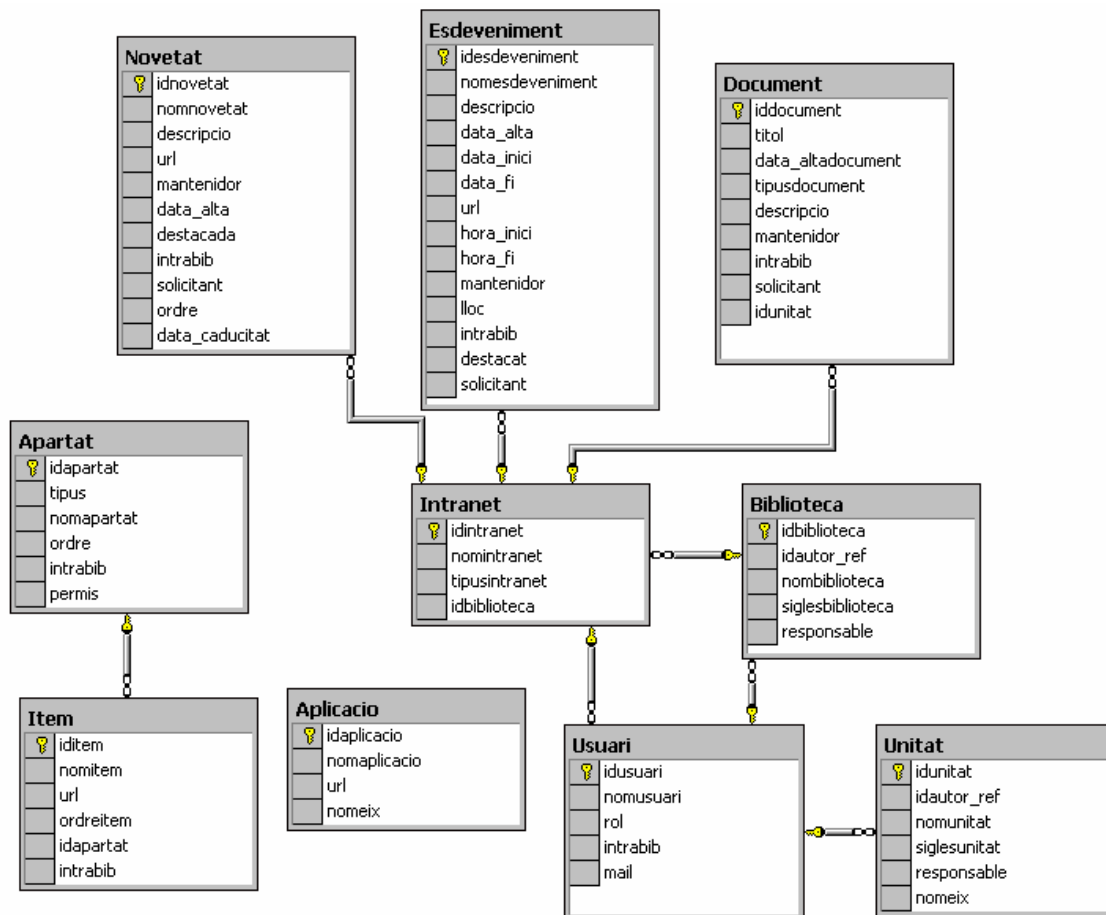 Novetat
idnovetat
nomnovetat
descripcio
url
mantenidor
data_alta
destacada
intrabib
solicitant
ordre
data_caducitat
Esdeveniment
idesdeveniment
nomesdeveniment
descripcio
data_alta
data_inici
data_fi
url
hora_inici
hora_fi
mantenidor
lloc
intrabib
destacat
solicitant
Document
iddocument
titol
data_altadocument
tipusdocument
descripcio
mantenidor
intrabib
solicitant
idunitat
Apartat
idapartat
tipus
nomapartat
ordre
intrabib
permis
Intranet
idintranet
nomintranet
tipusintranet
idbiblioteca
Biblioteca
idbiblioteca
idautor_ref
nombiblioteca
siglesbiblioteca
responsable
Item
iditem
nomitem
url
ordreitem
idapartat
intrabib
Aplicacio
idaplicacio
nomaplicacio
url
nomeix
Usuari
idusuari
nomusuari
rol
intrabib
mail
Unitat
idunitat
idautor_ref
nomunitat
siglesunitat
responsable
nomeix